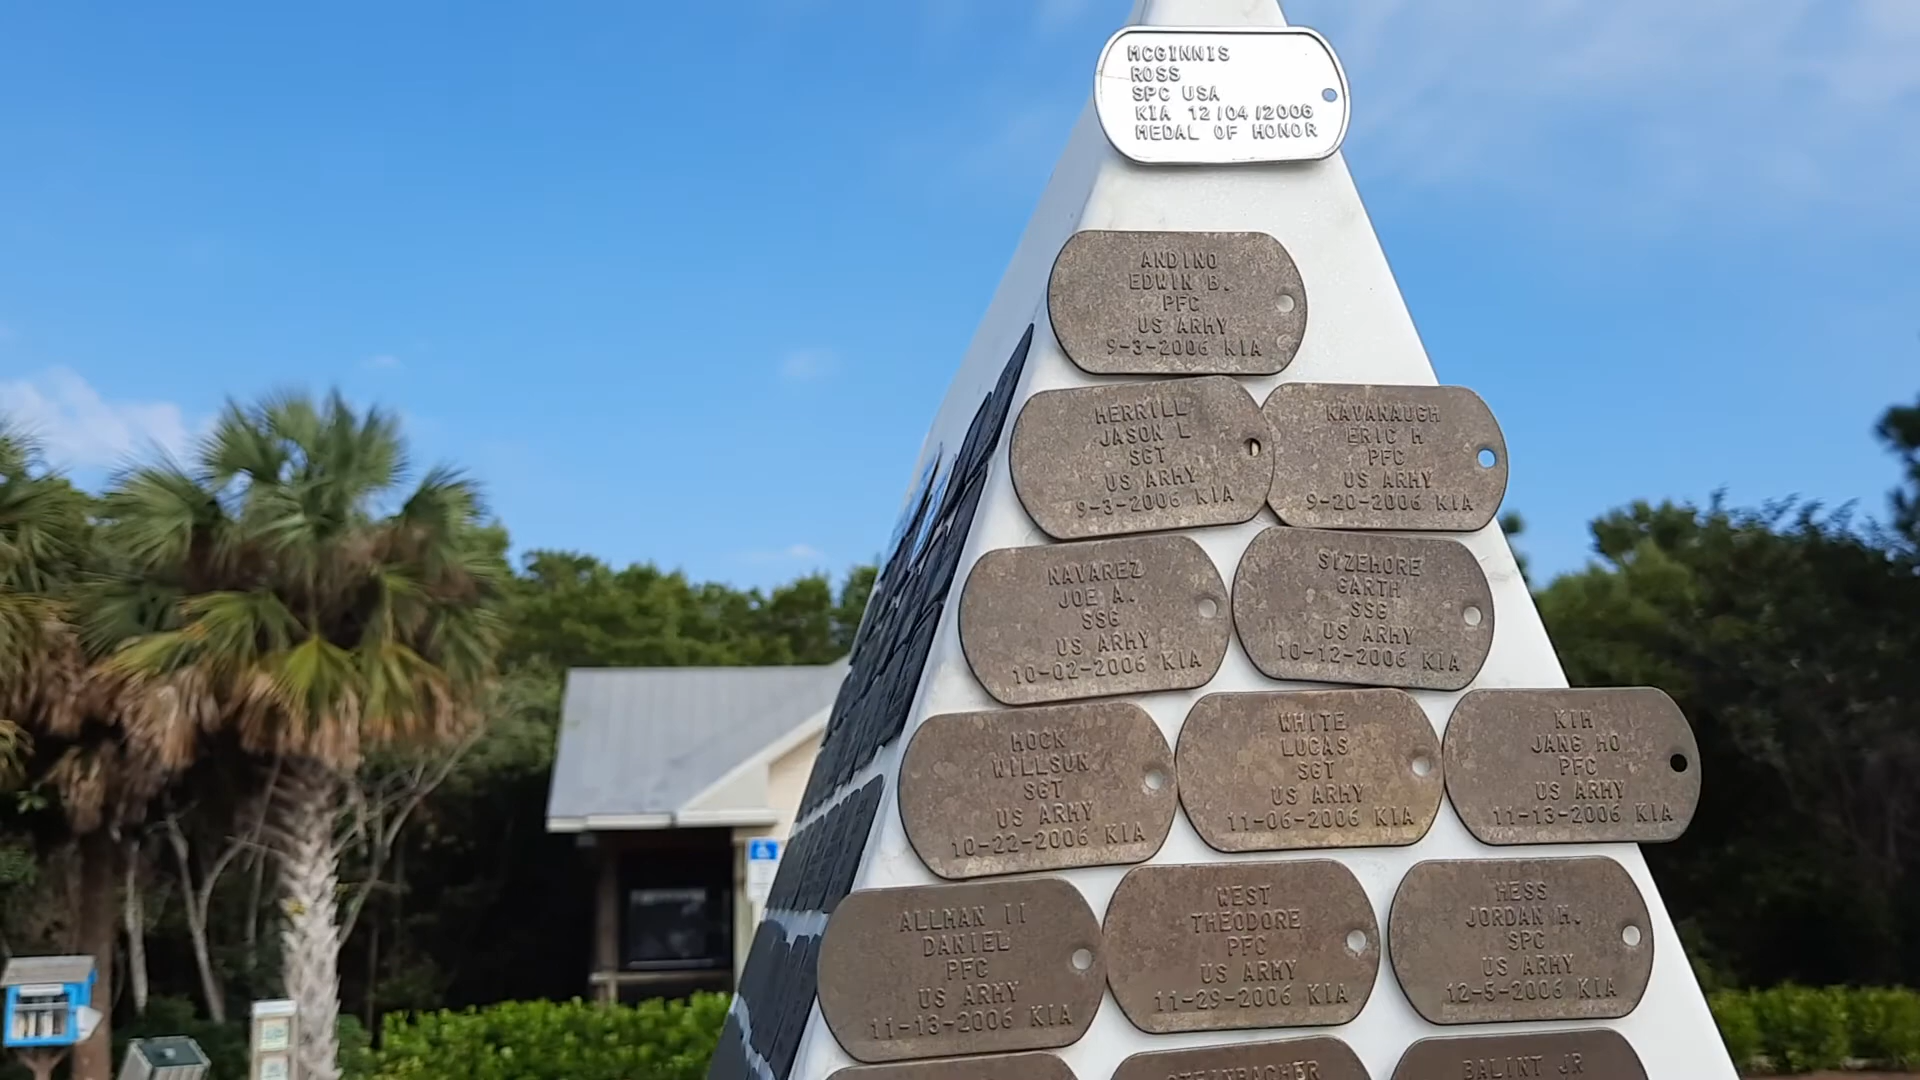 MCGINNIS
ROSS
SPC USA
KIA 12/04/2006
MEDAL OF HONOR
ANDINO
EDWIN B.
PFC
US ARMY
9-3-2006 KIA
MERRILL
JASON L
SGT
US ARMY
9-3-2006 KIA
KAVANAUGH
ERIC M
PFC
US ARMY
9-20-2006 KIA
NAVAREZ
JOE A.
SSG
US ARMY
10-02-2006 KIA
SIZEMORE
GARTH
SSG
US ARMY
10-12-2006 KIA
MOCK
WILLSUN
SGT
US ARMY
10-22-2006 KIA
WHITE
LUCAS
SGT
US ARMY
11-06-2006 KIA
KIM
JANG HO
PFC
US ARMY
11-13-2006 KIA
ALLMAN II
DANIEL
PFC
US ARMY
11-13-2006 KIA
WEST
THEODORE
PFC
US ARMY
11-29-2006 KIA
HESS
JORDAN M.
SPC
US ARMY
12-5-2006 KIA
STEINBACHER
BALINT JR